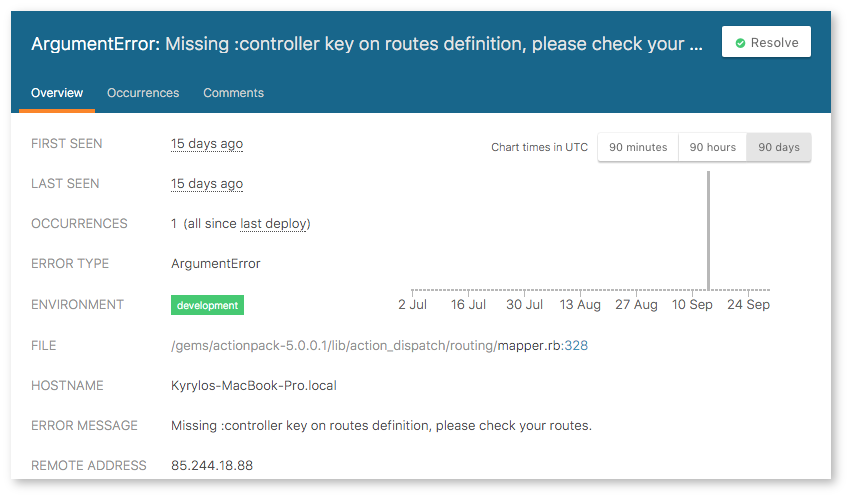 ArgumentError: Missing :controller key on routes definition, please check your ...
Resolve
Overview Occurrences Comments
FIRST SEEN 15 days ago
Chart times in UTC 90 minutes 90 hours 90 days
LAST SEEN 15 days ago
OCCURRENCES 1 (all since last deploy)
ERROR TYPE ArgumentError
2 Jul 16 Jul 30 Jul 13 Aug 27 Aug 10 Sep 24 Sep
ENVIRONMENT development
FILE /gems/actionpack-5.0.0.1/lib/action_dispatch/routing/mapper.rb:328
HOSTNAME Kyrylos-MacBook-Pro.local
ERROR MESSAGE Missing :controller key on routes definition, please check your routes.
REMOTE ADDRESS 85.244.18.88